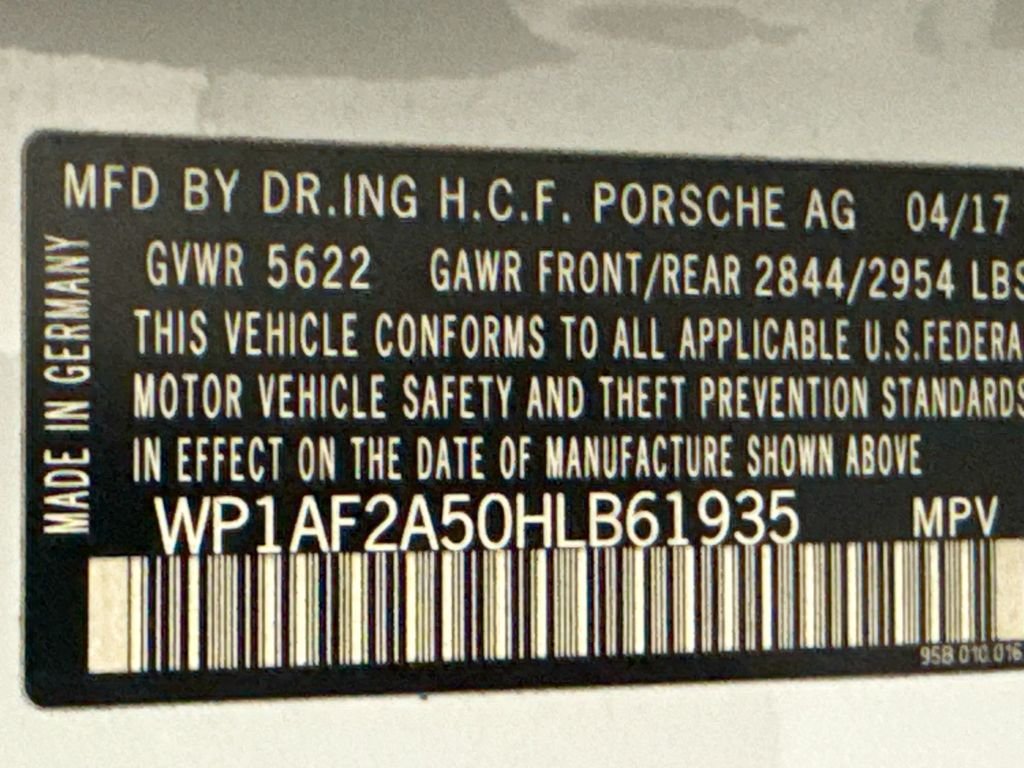 MFD BY DR.ING H.C.F. PORSCHE AG 04/17
GVWR 5622 GAWR FRONT/REAR 2844/2954 LBS
THIS VEHICLE CONFORMS TO ALL APPLICABLE U.S.FEDERA
MOTOR VEHICLE SAFETY AND THEFT PREVENTION STANDARDS
IN EFFECT ON THE DATE OF MANUFACTURE SHOWN ABOVE
WP1AF2A50HLB61935 MPV
95B 010 016
MADE IN GERMANY